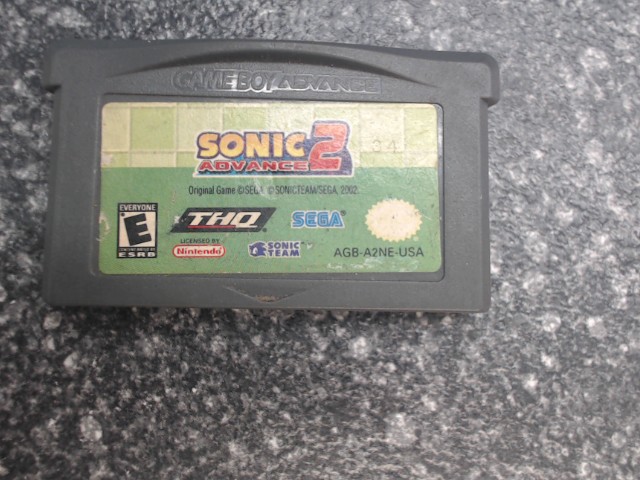 GAME BOY ADVANCE
SONIC
ADVANCE 2
34
Original Game ©SEGA. ©SONICTEAM/SEGA, 2002.
EVERYONE
E
ESRB
THQ
SEGA
LICENSED BY
Nintendo
SONIC
TEAM
AGB-A2NE-USA